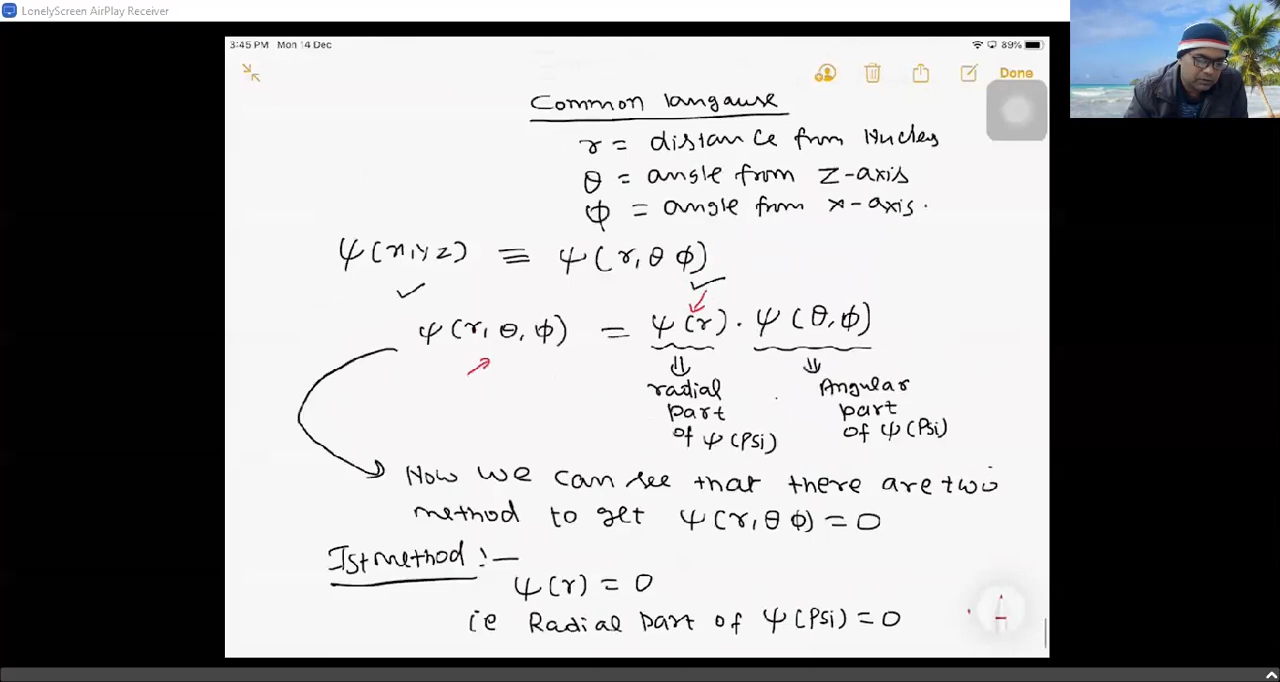 LonelyScreen AirPlay Receiver
3:45 PM Mon 14 Dec 89%
Done
Common langause
r = distance from Nucleus
θ = angle from Z-axis
ϕ = angle from x-axis.
ψ(x,y,z) ≡ ψ(r,θ ϕ)
ψ(r,θ,ϕ) = ψ(r). ψ(θ,ϕ)
⇓ ⇓
radial Angular
part part
of ψ(Psi) of ψ(Psi)
Now we can see that there are two
method to get ψ(r,θ ϕ) = 0
Ist method :—
ψ(r) = 0
ie Radial part of ψ(Psi) = 0